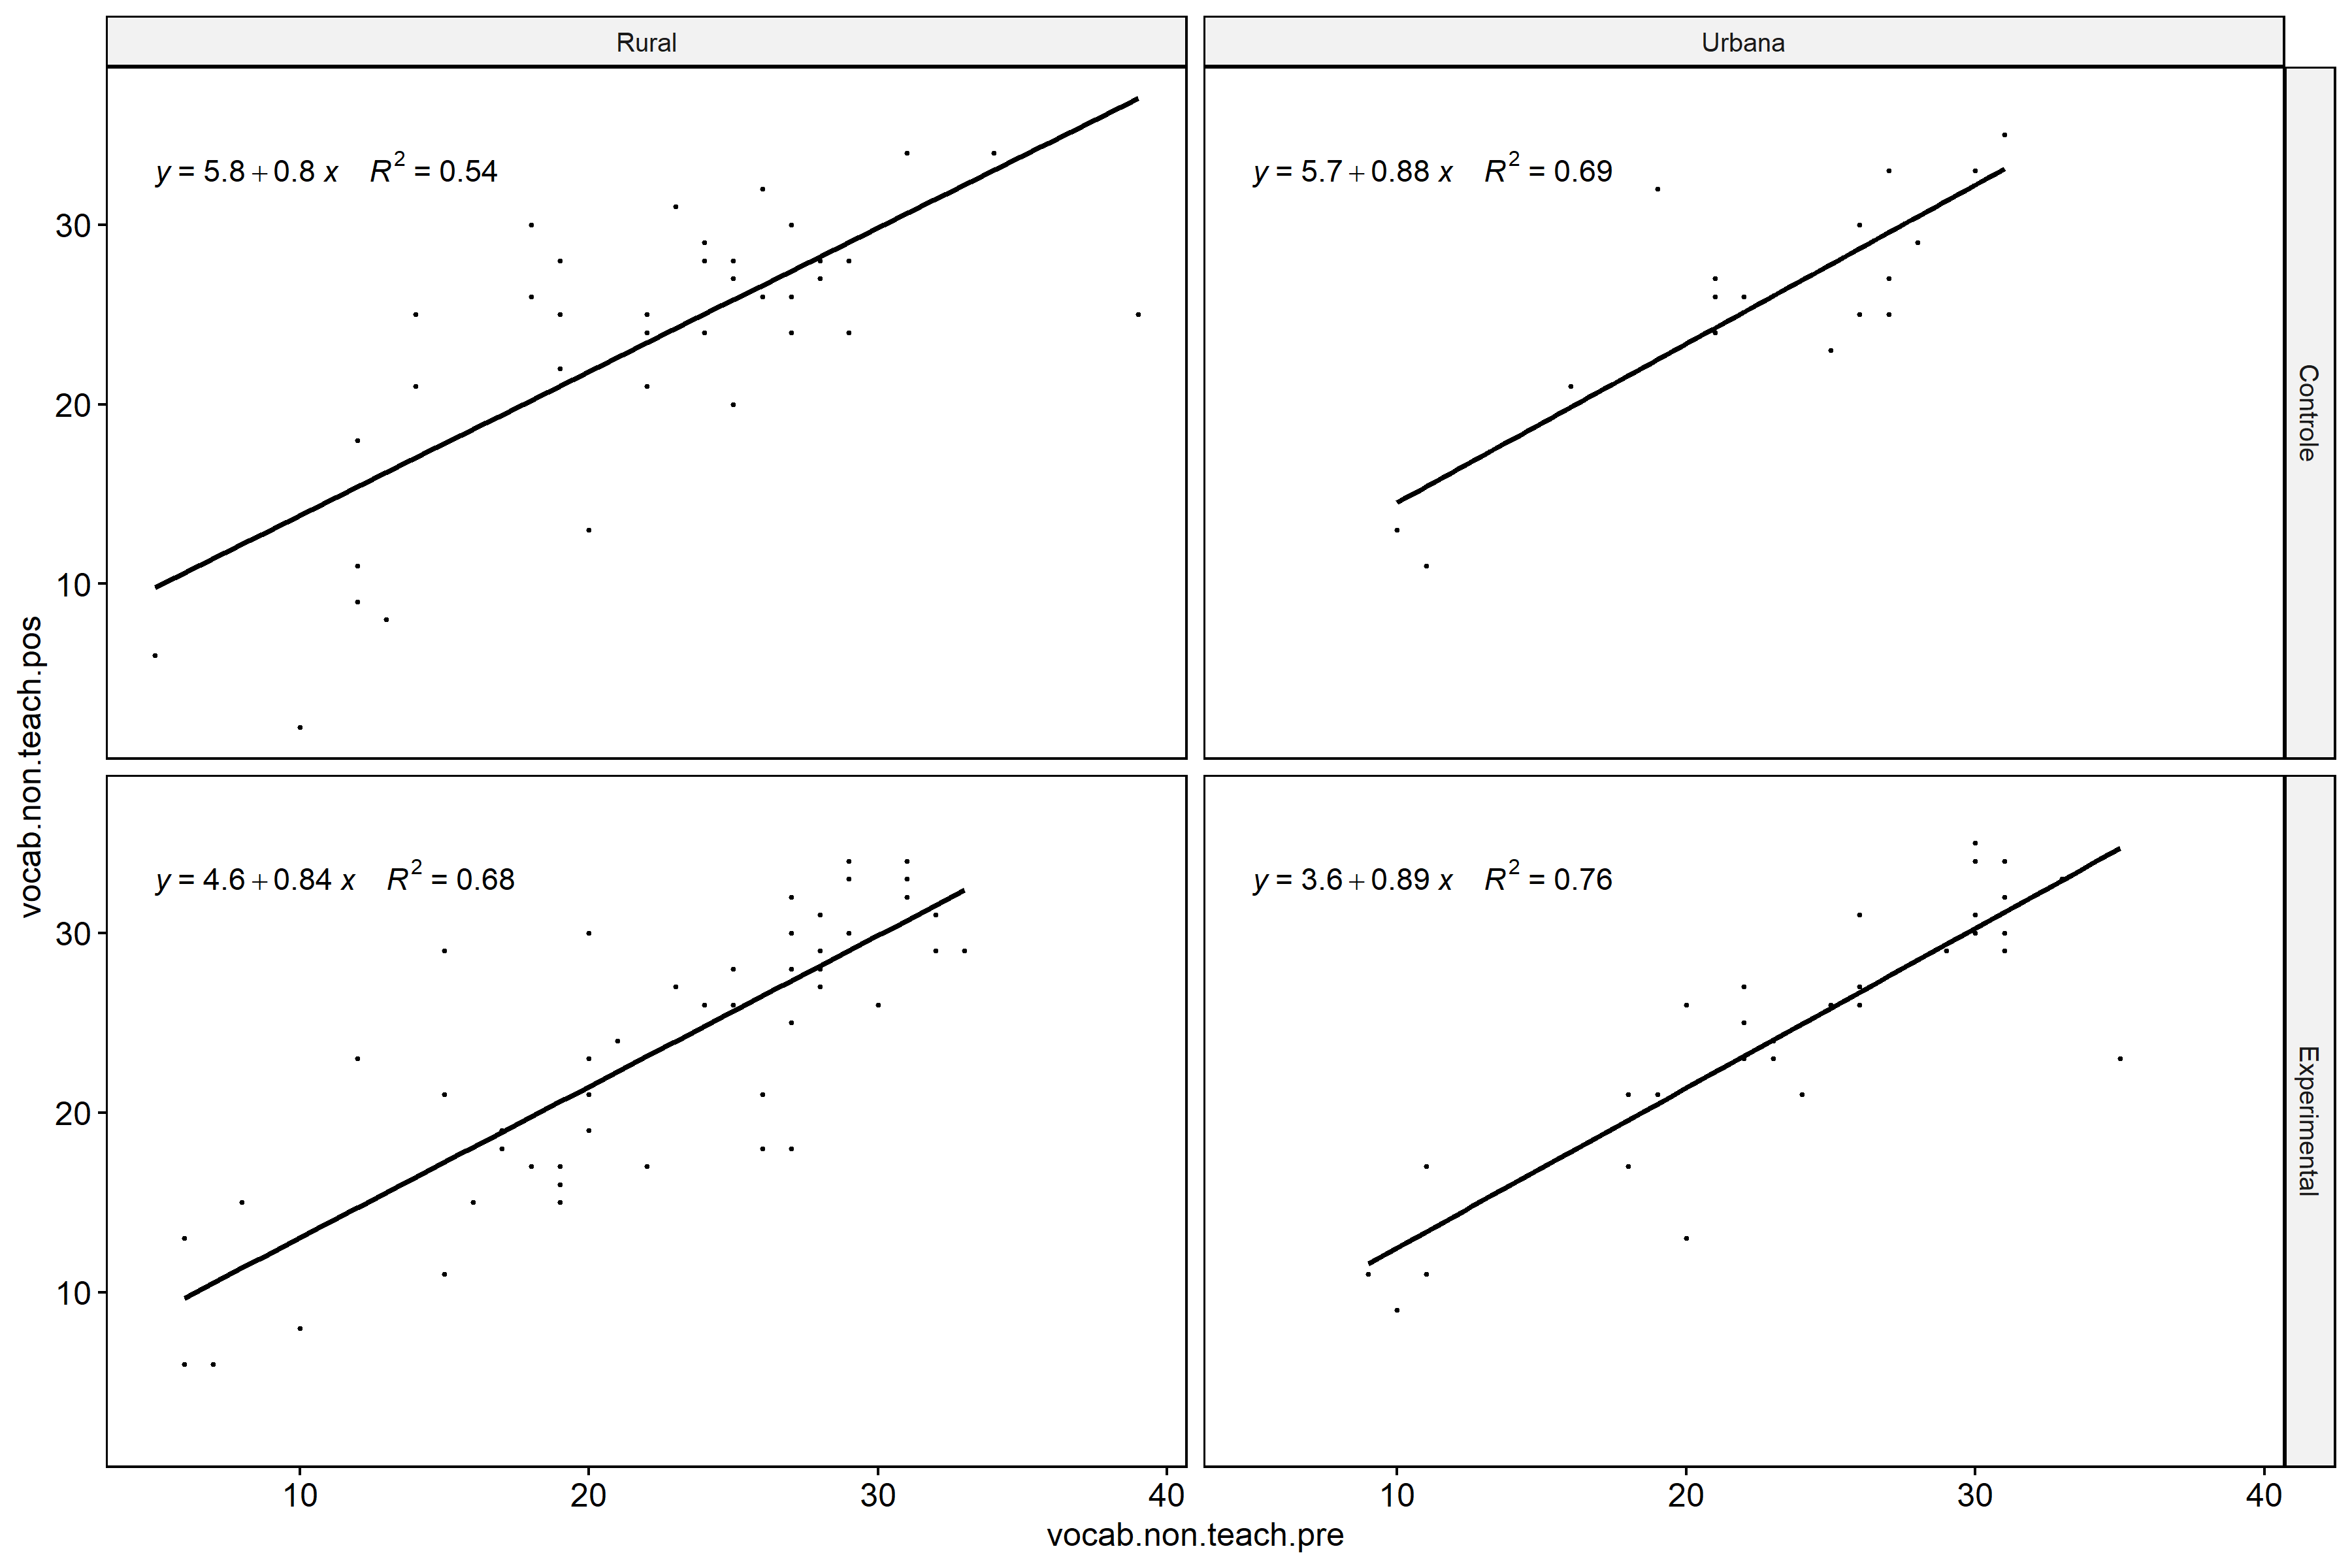 Rural
Urbana
y = 5.8 + 0.8 x R² = 0.54
y = 5.7 + 0.88 x R² = 0.69
30
20
10
Controle
y = 4.6 + 0.84 x R² = 0.68
y = 3.6 + 0.89 x R² = 0.76
30
20
10
Experimental
vocab.non.teach.pos
10 20 30 40
10 20 30 40
vocab.non.teach.pre